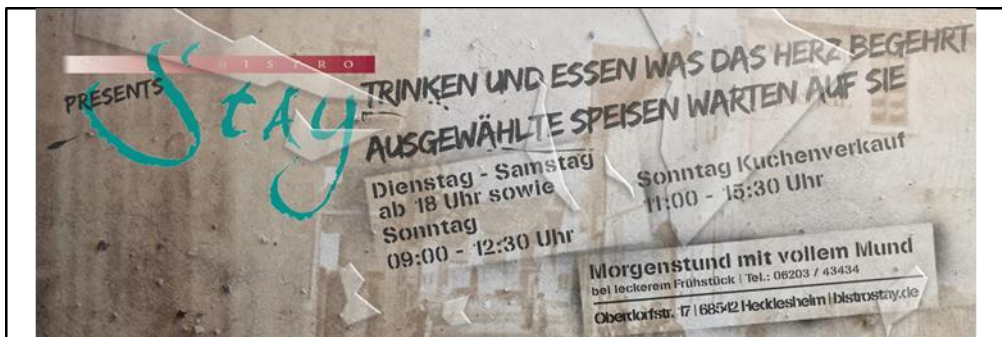 BISTRO
PRESENTS
Stay
TRINKEN UND ESSEN WAS DAS HERZ BEGEHRT
AUSGEWÄHLTE SPEISEN WARTEN AUF SIE
Dienstag - Samstag
ab 18 Uhr sowie
Sonntag
09:00 - 12:30 Uhr
Sonntag Kuchenverkauf
11:00 - 15:30 Uhr
Morgenstund mit vollem Mund
bei leckerem Frühstück | Tel.: 06203 / 43434
Oberdorfstr. 17 | 68542 Hecklesheim | bistrostay.de